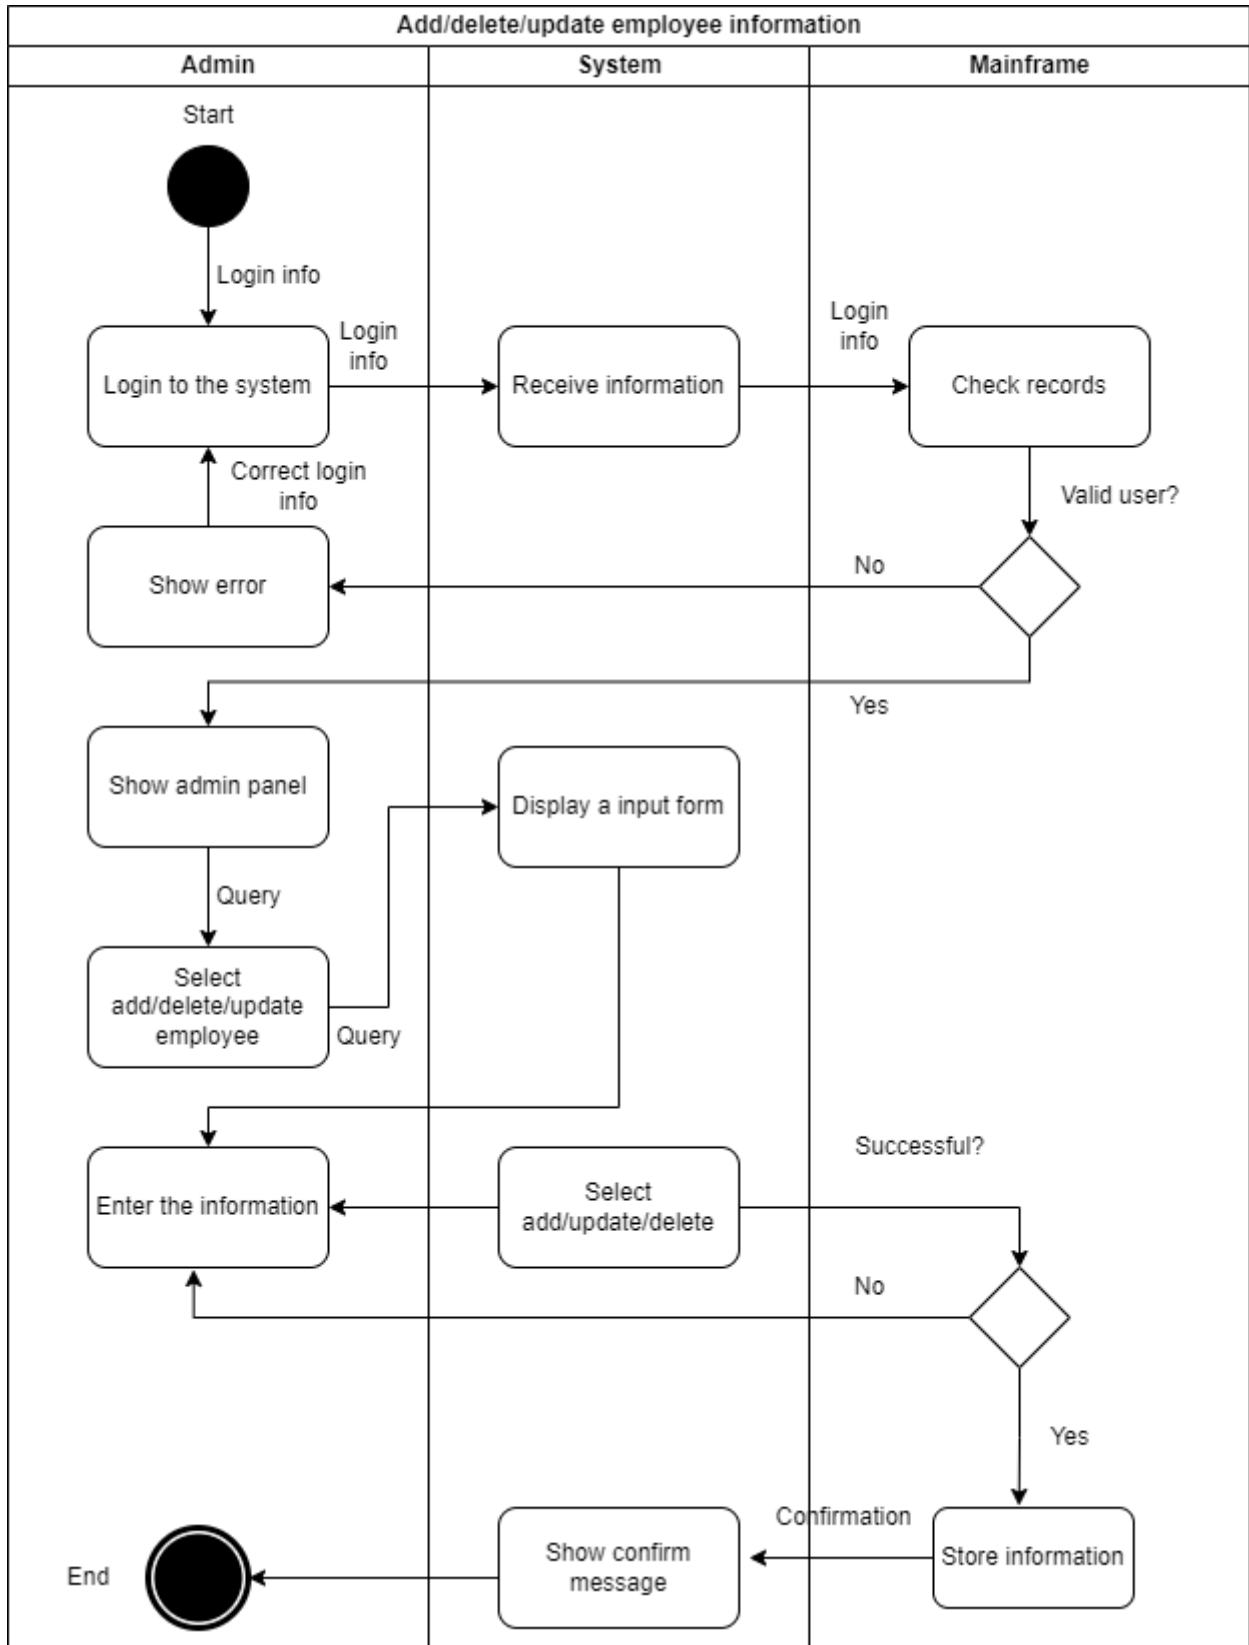 Add/delete/update employee information
Admin
System
Mainframe
Start
Login info
Login
info
Login
info
Login to the system
Receive information
Check records
Correct login
info
Valid user?
Show error
No
Yes
Show admin panel
Display a input form
Query
Select
add/delete/update
employee
Query
Successful?
Enter the information
Select
add/update/delete
No
Yes
Confirmation
End
Show confirm
message
Store information